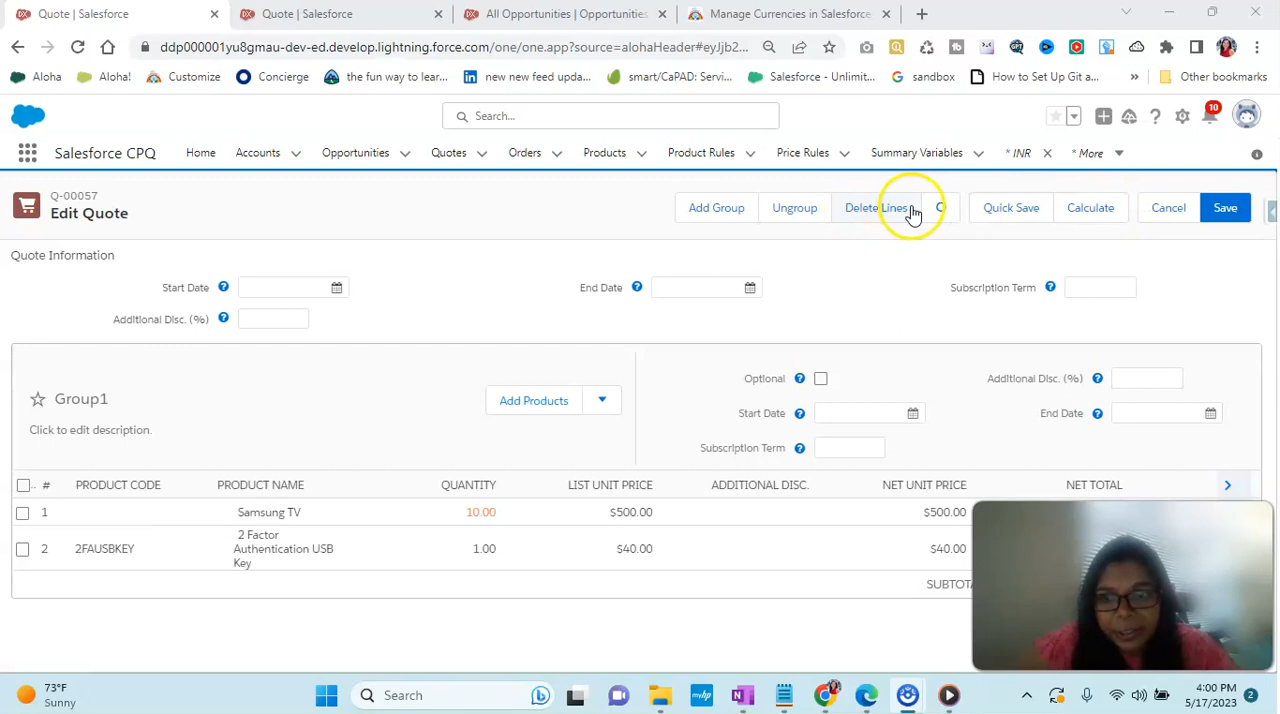 Quote | Salesforce
Quote | Salesforce
All Opportunities | Opportunities
Manage Currencies in Salesforce
ddp000001yu8gmau-dev-ed.develop.lightning.force.com/one/one.app?source=alohaHeader#eyJjb2...
Aloha
Aloha!
Customize
Concierge
the fun way to lear...
new new feed upda...
smart/CaPAD: Servi...
Salesforce - Unlimit...
sandbox
How to Set Up Git a...
»
Other bookmarks
Search...
10
Salesforce CPQ
Home
Accounts
Opportunities
Quotes
Orders
Products
Product Rules
Price Rules
Summary Variables
* INR
* More
Q-00057
Edit Quote
Add Group
Ungroup
Delete Lines
Quick Save
Calculate
Cancel
Save
Quote Information
Start Date
End Date
Subscription Term
Additional Disc. (%)
Group1
Click to edit description.
Add Products
Optional
Additional Disc. (%)
Start Date
End Date
Subscription Term
# PRODUCT CODE PRODUCT NAME QUANTITY LIST UNIT PRICE ADDITIONAL DISC. NET UNIT PRICE NET TOTAL
1 Samsung TV 10.00 $500.00 $500.00
2 2FAUSBKEY 2 Factor Authentication USB Key 1.00 $40.00 $40.00
SUBTOTA
73°F
Sunny
Search
4:00 PM
5/17/2023
2